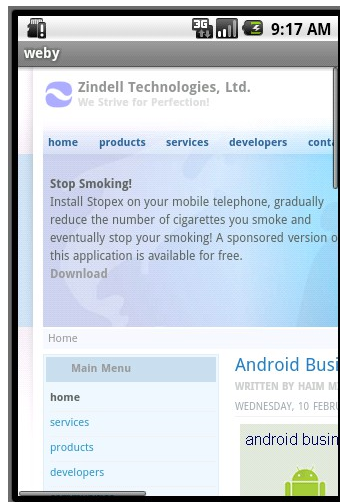 3G 9:17 AM
weby
Zindell Technologies, Ltd.
We Strive for Perfection!
home products services developers conta
Stop Smoking!
Install Stopex on your mobile telephone, gradually
reduce the number of cigarettes you smoke and
eventually stop your smoking! A sponsored version o
this application is available for free.
Download
Home
Main Menu
home
services
products
developers
Android Busi
WRITTEN BY HAIM M
WEDNESDAY, 10 FEBRU
android busin